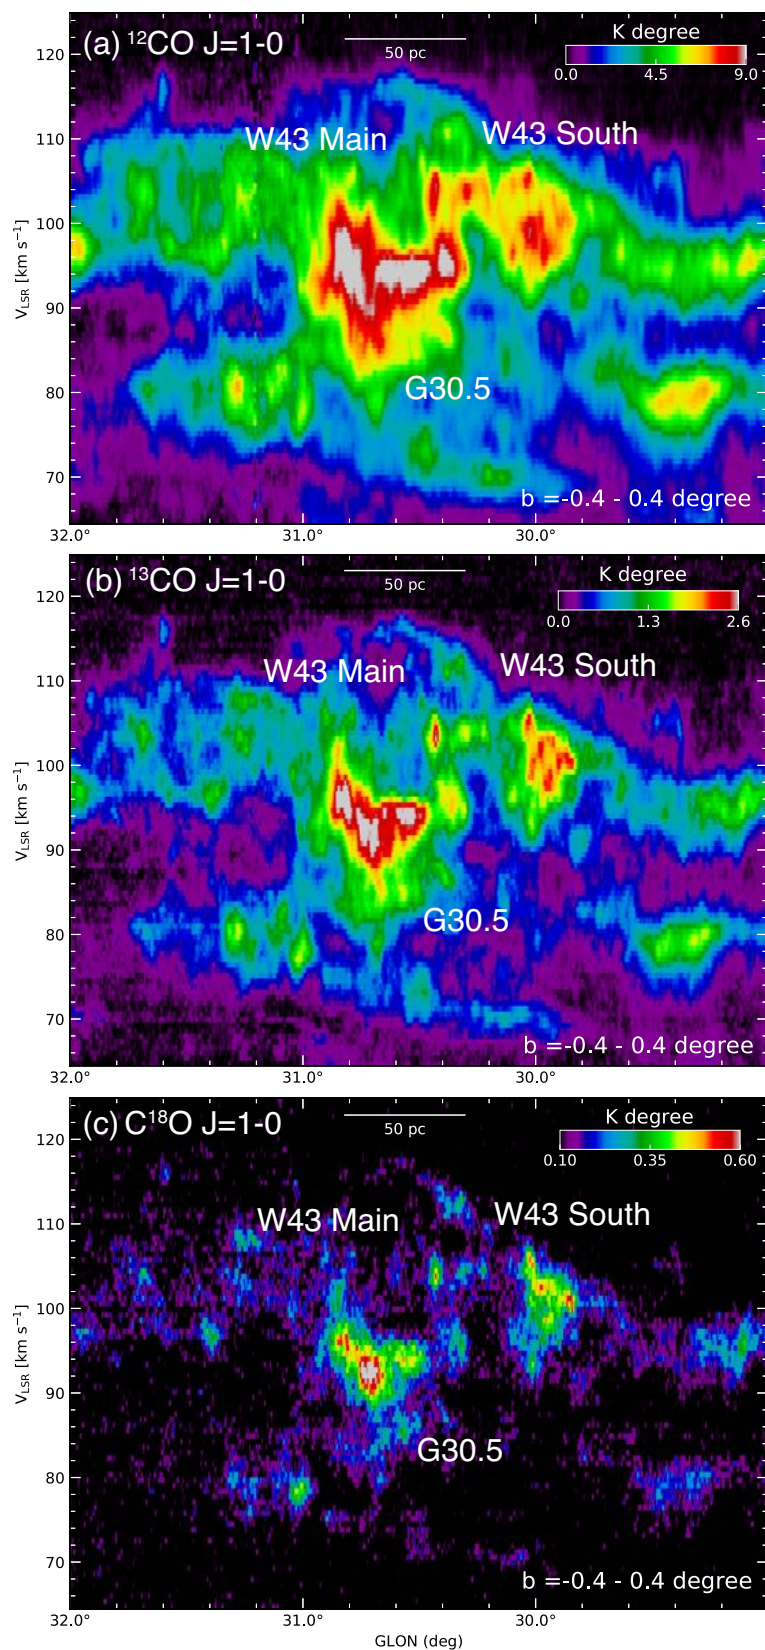 (a) ¹²CO J=1-0
50 pc
K degree
0.0 4.5 9.0
W43 Main
W43 South
G30.5
b =-0.4 - 0.4 degree
V_LSR [km s⁻¹]
120
110
100
90
80
70
32.0° 31.0° 30.0°
(b) ¹³CO J=1-0
50 pc
K degree
0.0 1.3 2.6
W43 Main
W43 South
G30.5
b =-0.4 - 0.4 degree
V_LSR [km s⁻¹]
120
110
100
90
80
70
32.0° 31.0° 30.0°
(c) C¹⁸O J=1-0
50 pc
K degree
0.10 0.35 0.60
W43 Main
W43 South
G30.5
b =-0.4 - 0.4 degree
V_LSR [km s⁻¹]
120
110
100
90
80
70
32.0° 31.0° 30.0°
GLON (deg)